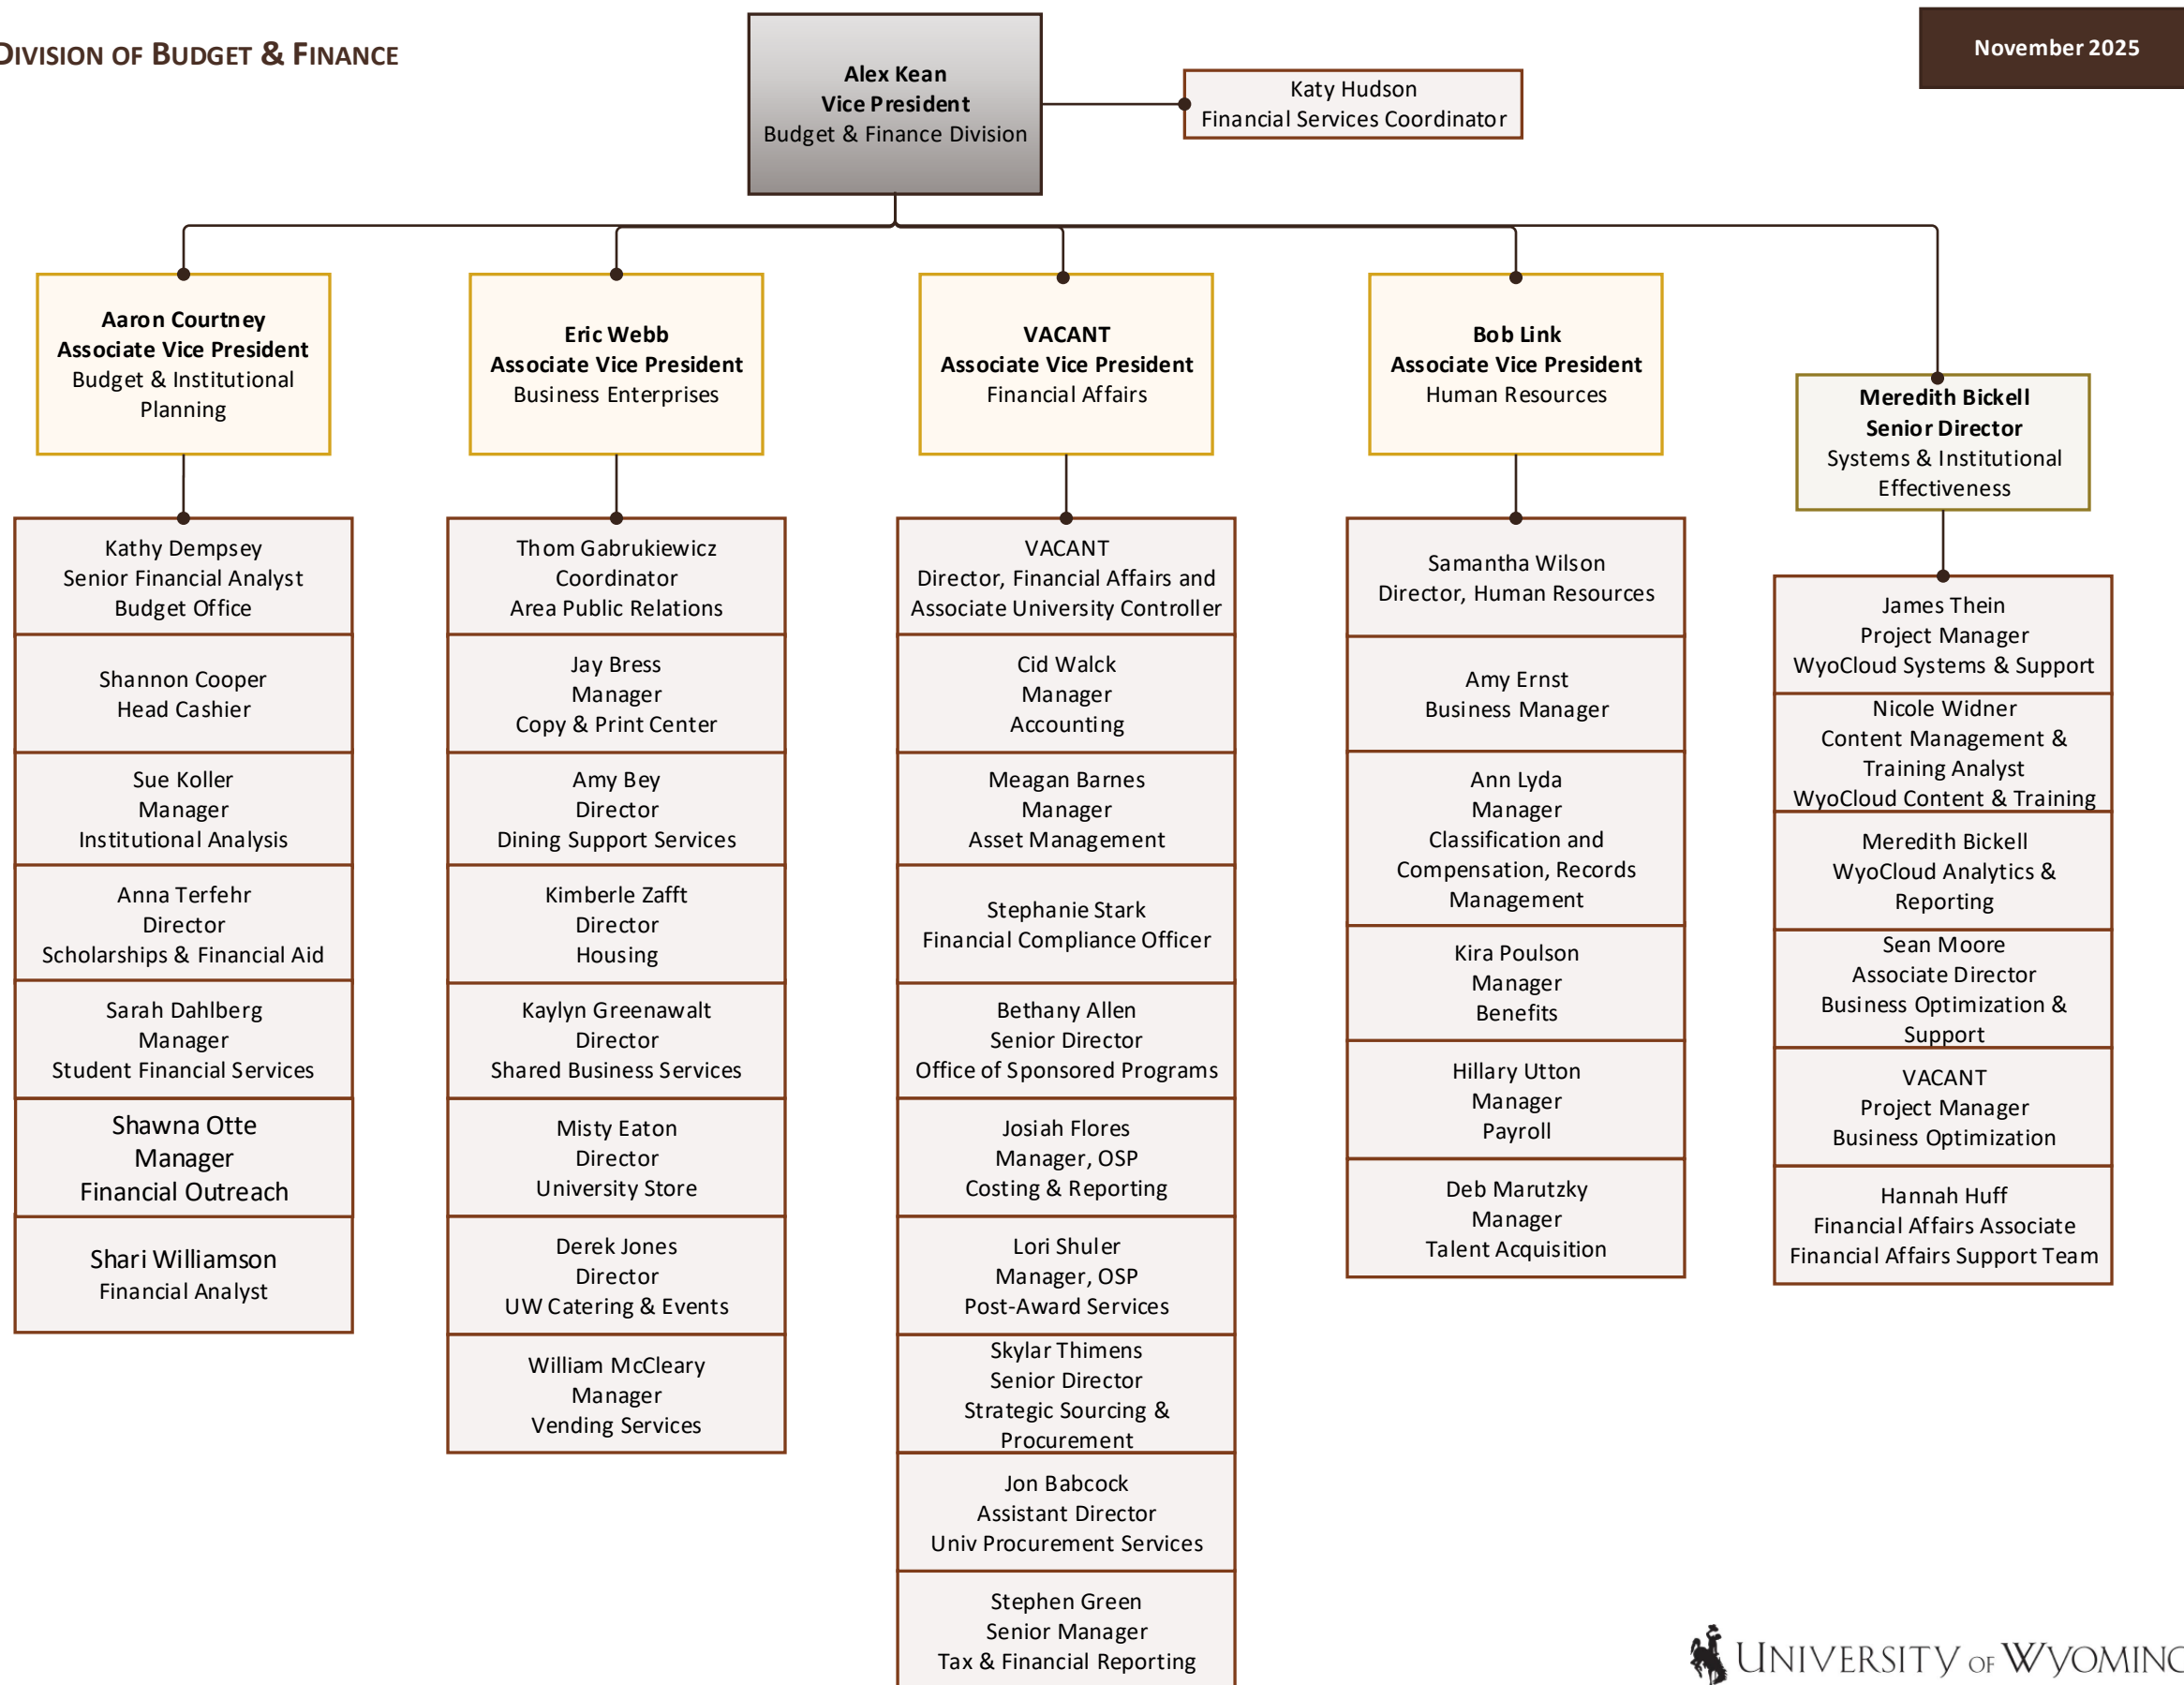 DIVISION OF BUDGET & FINANCE
November 2025
Alex Kean
Vice President
Budget & Finance Division
Katy Hudson
Financial Services Coordinator
Aaron Courtney
Associate Vice President
Budget & Institutional
Planning
Kathy Dempsey
Senior Financial Analyst
Budget Office
Shannon Cooper
Head Cashier
Sue Koller
Manager
Institutional Analysis
Anna Terfehr
Director
Scholarships & Financial Aid
Sarah Dahlberg
Manager
Student Financial Services
Shawna Otte
Manager
Financial Outreach
Shari Williamson
Financial Analyst
Eric Webb
Associate Vice President
Business Enterprises
Thom Gabrukiewicz
Coordinator
Area Public Relations
Jay Bress
Manager
Copy & Print Center
Amy Bey
Director
Dining Support Services
Kimberle Zafft
Director
Housing
Kaylyn Greenawalt
Director
Shared Business Services
Misty Eaton
Director
University Store
Derek Jones
Director
UW Catering & Events
William McCleary
Manager
Vending Services
VACANT
Associate Vice President
Financial Affairs
VACANT
Director, Financial Affairs and
Associate University Controller
Cid Walck
Manager
Accounting
Meagan Barnes
Manager
Asset Management
Stephanie Stark
Financial Compliance Officer
Bethany Allen
Senior Director
Office of Sponsored Programs
Josiah Flores
Manager, OSP
Costing & Reporting
Lori Shuler
Manager, OSP
Post-Award Services
Skylar Thimens
Senior Director
Strategic Sourcing &
Procurement
Jon Babcock
Assistant Director
Univ Procurement Services
Stephen Green
Senior Manager
Tax & Financial Reporting
Bob Link
Associate Vice President
Human Resources
Samantha Wilson
Director, Human Resources
Amy Ernst
Business Manager
Ann Lyda
Manager
Classification and
Compensation, Records
Management
Kira Poulson
Manager
Benefits
Hillary Utton
Manager
Payroll
Deb Marutzky
Manager
Talent Acquisition
Meredith Bickell
Senior Director
Systems & Institutional
Effectiveness
James Thein
Project Manager
WyoCloud Systems & Support
Nicole Widner
Content Management &
Training Analyst
WyoCloud Content & Training
Meredith Bickell
WyoCloud Analytics &
Reporting
Sean Moore
Associate Director
Business Optimization &
Support
VACANT
Project Manager
Business Optimization
Hannah Huff
Financial Affairs Associate
Financial Affairs Support Team
UNIVERSITY OF WYOMING